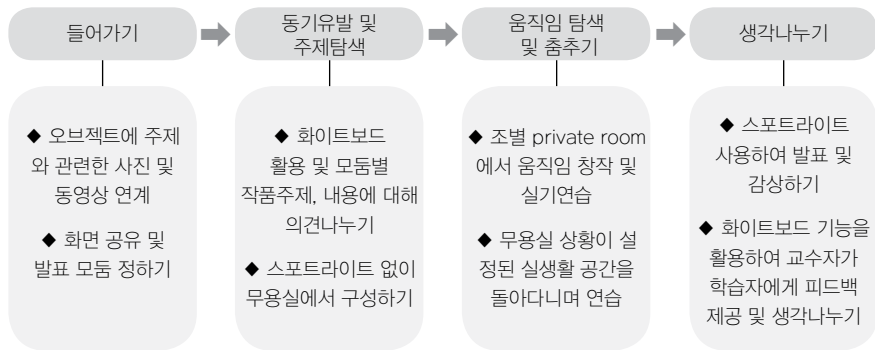 들어가기
동기유발 및
주제탐색
움직임 탐색
및 춤추기
생각나누기
◆ 오브젝트에 주제
와 관련한 사진 및
동영상 연계
◆ 화면 공유 및
발표 모둠 정하기
◆ 화이트보드
활용 및 모둠별
작품주제, 내용에 대해
의견나누기
◆ 스포트라이트 없이
무용실에서 구성하기
◆ 조별 private room
에서 움직임 창작 및
실기연습
◆ 무용실 상황이 설
정된 실생활 공간을
돌아다니며 연습
◆ 스포트라이트
사용하여 발표 및
감상하기
◆ 화이트보드 기능을
활용하여 교수자가
학습자에게 피드백
제공 및 생각나누기